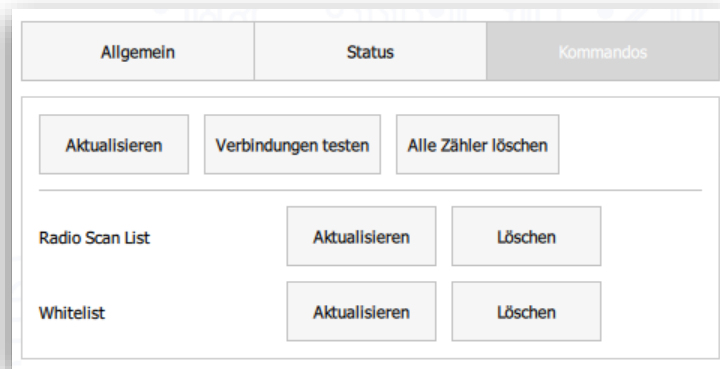 Allgemein Status Kommandos
Aktualisieren Verbindungen testen Alle Zähler löschen
Radio Scan List Aktualisieren Löschen
Whitelist Aktualisieren Löschen